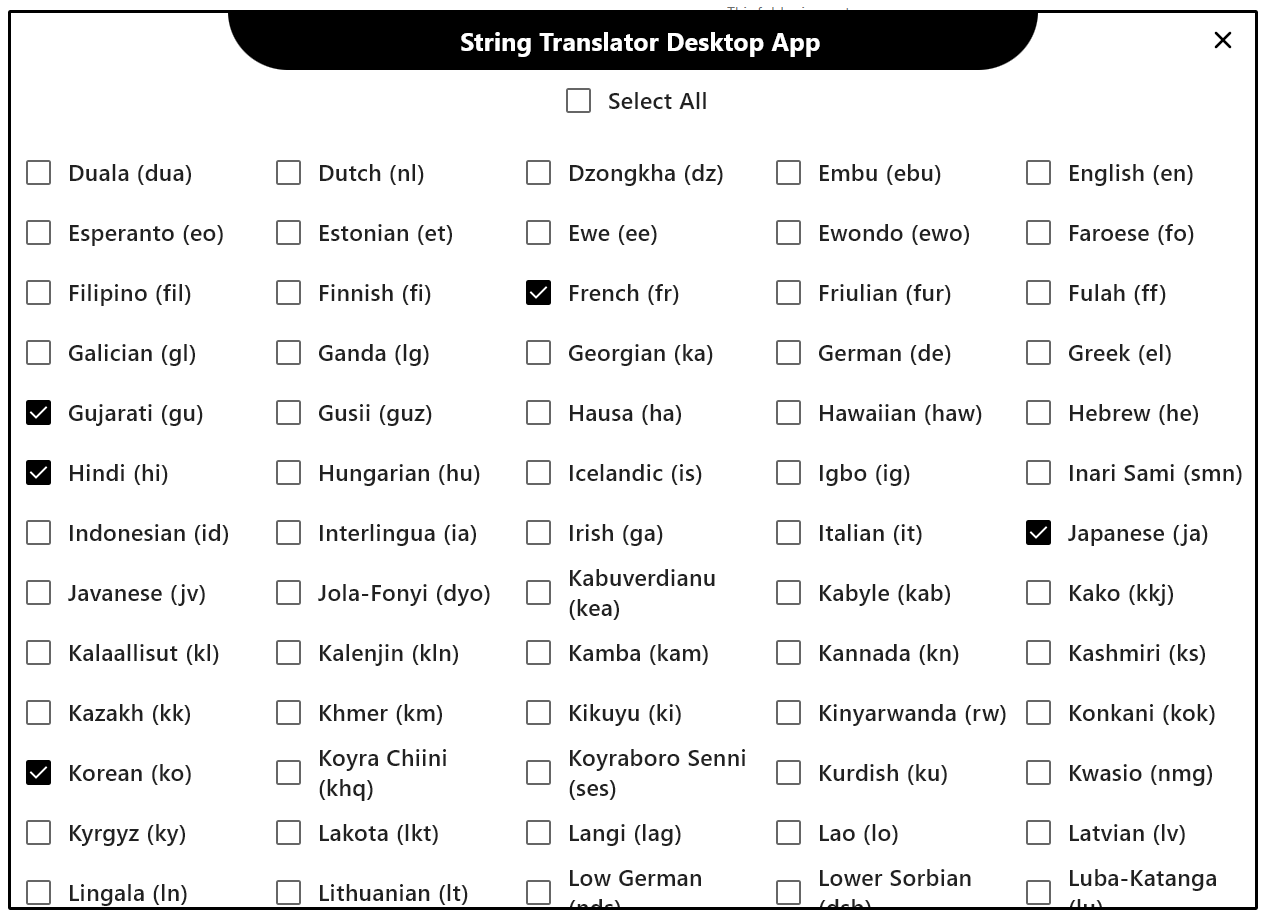 String Translator Desktop App
Select All
Duala (dua)
Dutch (nl)
Dzongkha (dz)
Embu (ebu)
English (en)
Esperanto (eo)
Estonian (et)
Ewe (ee)
Ewondo (ewo)
Faroese (fo)
Filipino (fil)
Finnish (fi)
French (fr)
Friulian (fur)
Fulah (ff)
Galician (gl)
Ganda (lg)
Georgian (ka)
German (de)
Greek (el)
Gujarati (gu)
Gusii (guz)
Hausa (ha)
Hawaiian (haw)
Hebrew (he)
Hindi (hi)
Hungarian (hu)
Icelandic (is)
Igbo (ig)
Inari Sami (smn)
Indonesian (id)
Interlingua (ia)
Irish (ga)
Italian (it)
Japanese (ja)
Javanese (jv)
Jola-Fonyi (dyo)
Kabuverdianu
(kea)
Kabyle (kab)
Kako (kkj)
Kalaallisut (kl)
Kalenjin (kln)
Kamba (kam)
Kannada (kn)
Kashmiri (ks)
Kazakh (kk)
Khmer (km)
Kikuyu (ki)
Kinyarwanda (rw)
Konkani (kok)
Korean (ko)
Koyra Chiini
(khq)
Koyraboro Senni
(ses)
Kurdish (ku)
Kwasio (nmg)
Kyrgyz (ky)
Lakota (lkt)
Langi (lag)
Lao (lo)
Latvian (lv)
Lingala (ln)
Lithuanian (lt)
Low German
Lower Sorbian
Luba-Katanga